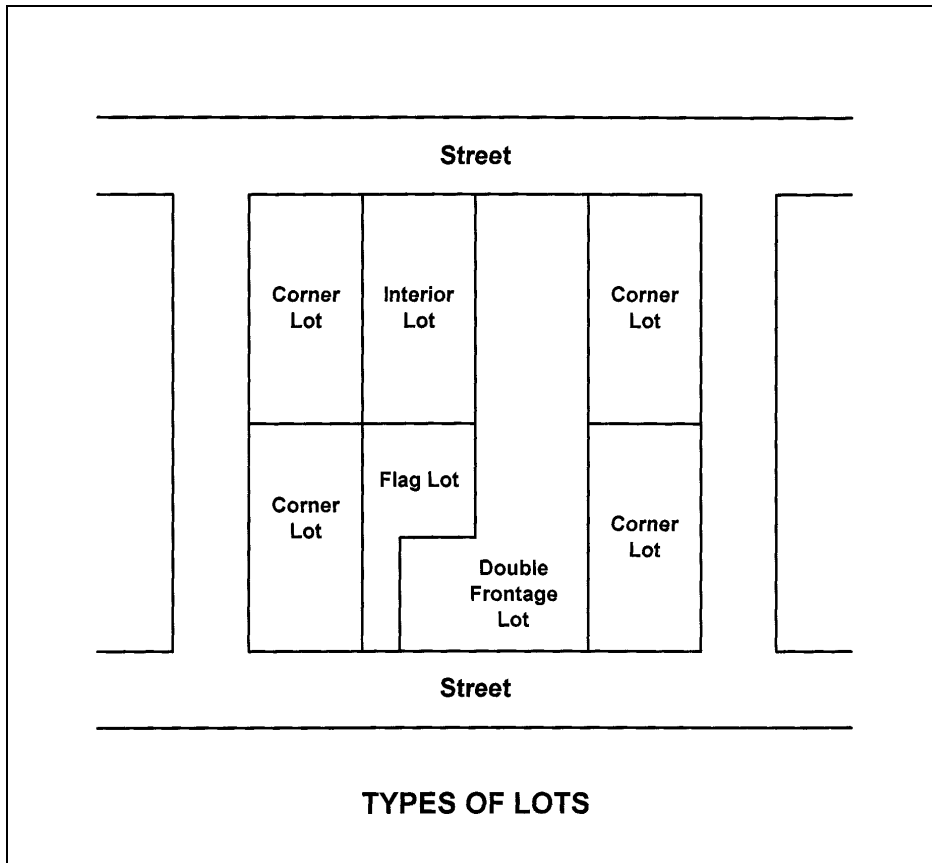 Street
Corner
Lot
Interior
Lot
Corner
Lot
Flag Lot
Corner
Lot
Corner
Lot
Double
Frontage
Lot
Street
TYPES OF LOTS